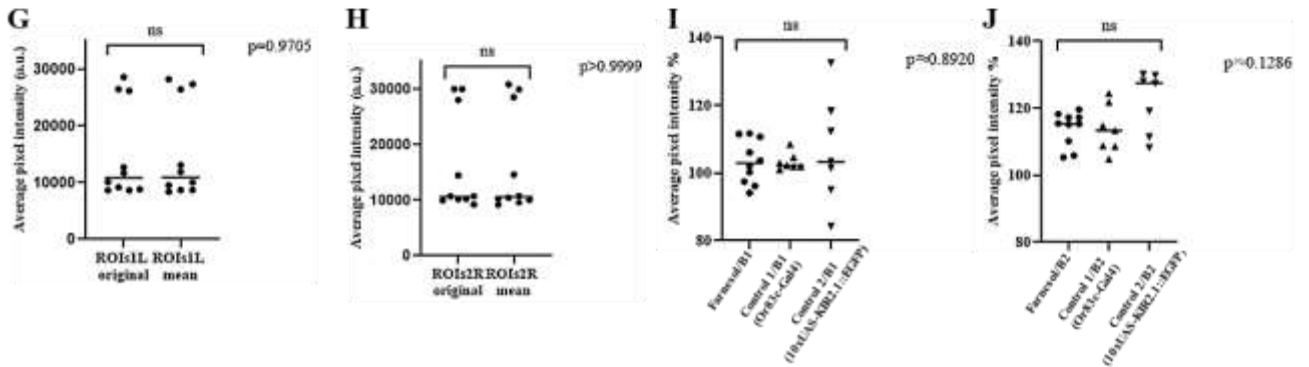 G
ns
p=0.9705
Average pixel intensity (a.u.)
30000
20000
10000
0
ROIs1L original
ROIs1L mean
H
ns
p>0.9999
Average pixel intensity (a.u.)
30000
20000
10000
0
ROIs2R original
ROIs2R mean
I
ns
p=0.8920
Average pixel intensity %
140
120
100
80
Farnesol/B1
Control 1/B1
(Or83c-Gal4)
Control 2/B1
(10xUAS-KIR2.1::EGFP)
J
ns
p=0.1286
Average pixel intensity %
140
120
100
80
Farnesol/B2
Control 1/B2
(Or83c-Gal4)
Control 2/B2
(10xUAS-KIR2.1::EGFP)